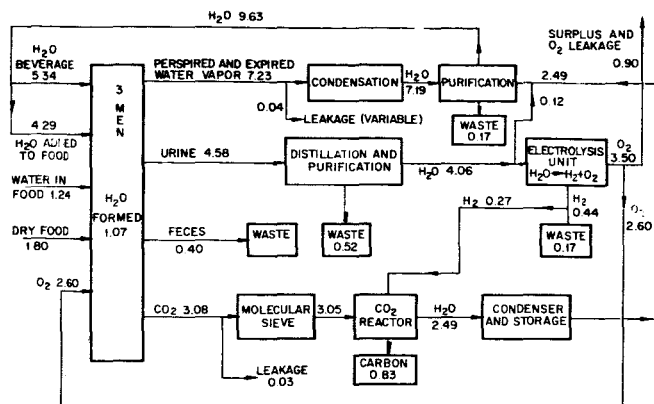 H₂O 9.63
SURPLUS AND
O₂ LEAKAGE
0.90
H₂O
BEVERAGE
5.34
3
MEN
PERSPIRED AND EXPIRED
WATER VAPOR 7.23
CONDENSATION
H₂O
7.19
PURIFICATION
2.49
0.04
LEAKAGE (VARIABLE)
WASTE
0.17
0.12
4.29
H₂O ADDED
TO FOOD
URINE 4.58
DISTILLATION AND
PURIFICATION
H₂O 4.06
ELECTROLYSIS
UNIT
H₂O H₂+O₂
O₂
3.50
WATER IN
FOOD 1.24
H₂O
FORMED
1.07
H₂ 0.27
H₂
0.44
2.60
DRY FOOD
1.80
FECES
0.40
WASTE
WASTE
0.52
WASTE
0.17
O₂ 2.60
CO₂ 3.08
MOLECULAR
SIEVE
3.05
CO₂
REACTOR
H₂O
2.49
CONDENSER
AND STORAGE
LEAKAGE
0.03
CARBON
0.83